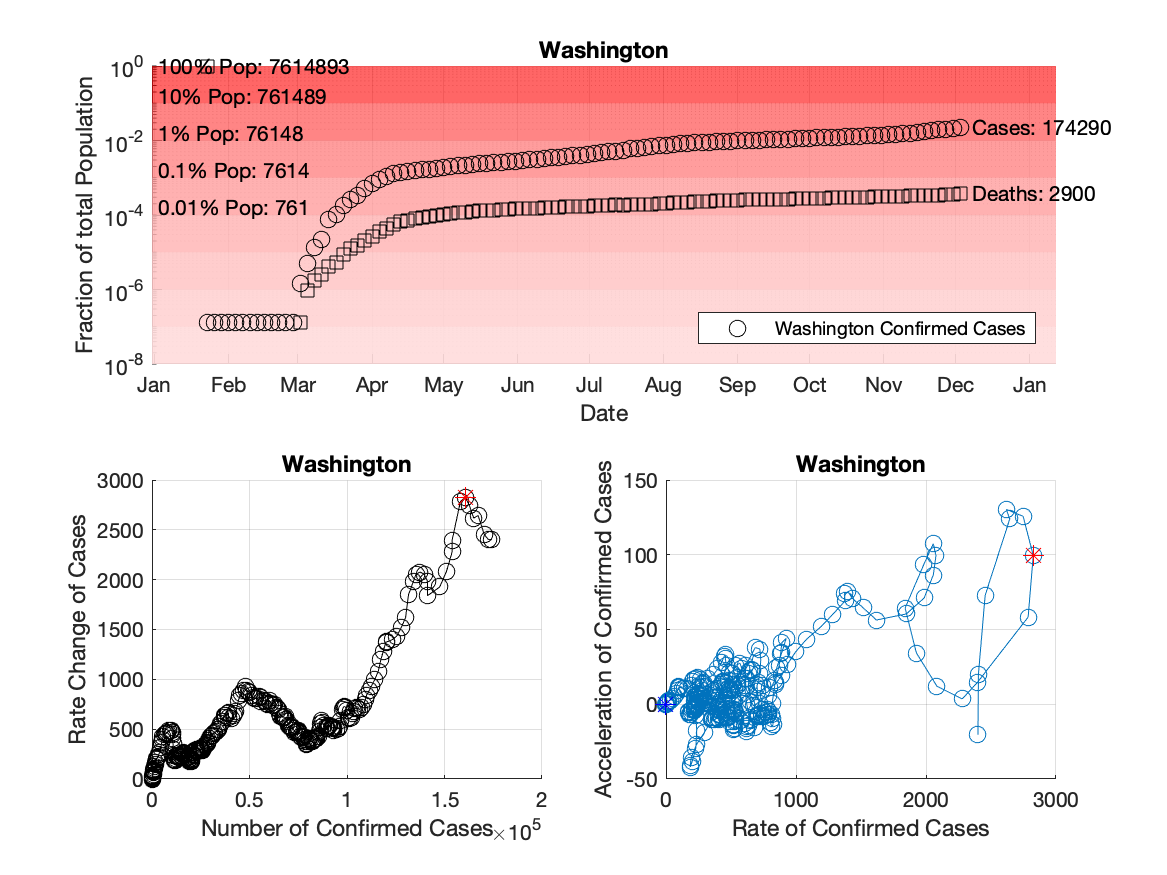 Washington
Fraction of total Population
10^0
10^-2
10^-4
10^-6
10^-8
100% Pop: 7614893
10% Pop: 761489
1% Pop: 76148
0.1% Pop: 7614
0.01% Pop: 761
Cases: 174290
Deaths: 2900
Washington Confirmed Cases
Jan Feb Mar Apr May Jun Jul Aug Sep Oct Nov Dec Jan
Date
Washington
Rate Change of Cases
3000
2500
2000
1500
1000
500
0
0 0.5 1 1.5 2
Number of Confirmed Cases
×10^5
Washington
Acceleration of Confirmed Cases
150
100
50
0
-50
0 1000 2000 3000
Rate of Confirmed Cases